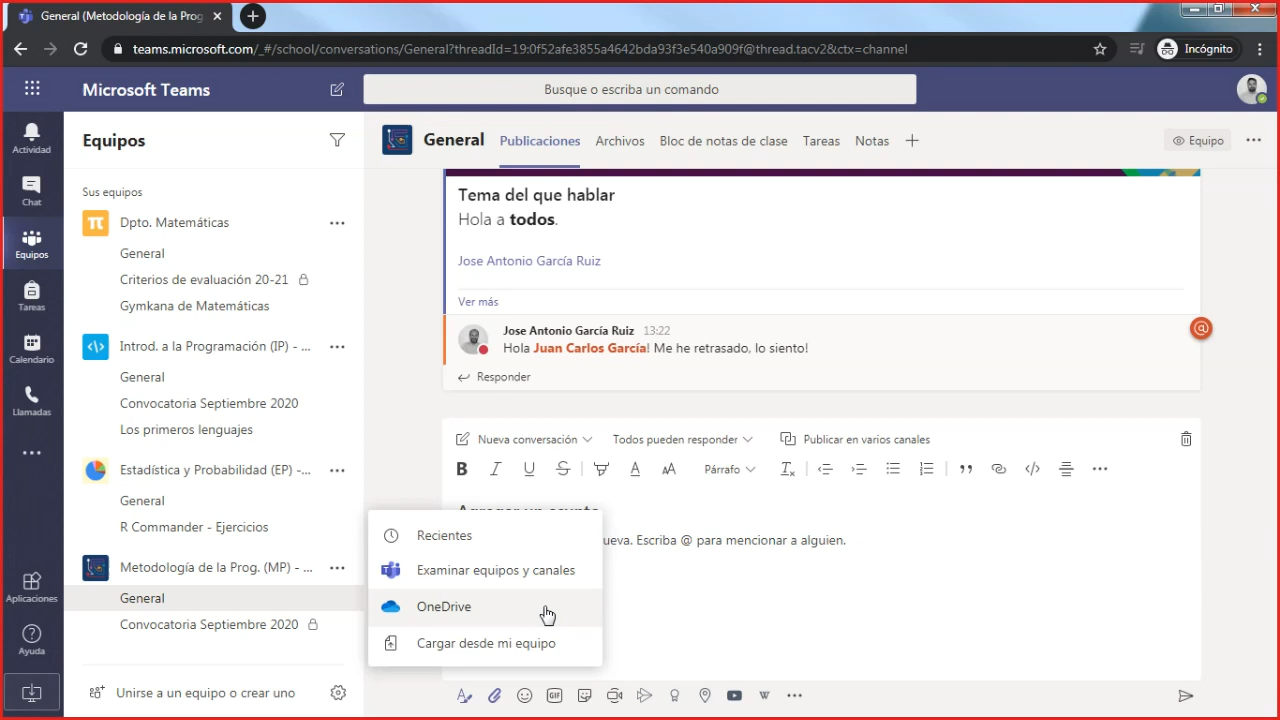 General (Metodología de la Prog
teams.microsoft.com/_#/school/conversations/General?threadId=19:0f52afe3855a4642bda93f3e540a909f@thread.tacv2&ctx=channel
Incógnito
Microsoft Teams
Busque o escriba un comando
Actividad
Chat
Equipos
Tareas
Calendario
Llamadas
Aplicaciones
Ayuda
Equipos
Sus equipos
Dpto. Matemáticas
General
Criterios de evaluación 20-21
Gymkana de Matemáticas
Introd. a la Programación (IP) - ...
General
Convocatoria Septiembre 2020
Los primeros lenguajes
Estadística y Probabilidad (EP) -...
General
R Commander - Ejercicios
Metodología de la Prog. (MP) - ...
General
Convocatoria Septiembre 2020
Unirse a un equipo o crear uno
General Publicaciones Archivos Bloc de notas de clase Tareas Notas
Equipo
Tema del que hablar
Hola a todos.
Jose Antonio García Ruiz
Ver más
Jose Antonio García Ruiz 13:22
Hola Juan Carlos García! Me he retrasado, lo siento!
Responder
Nueva conversación Todos pueden responder Publicar en varios canales
Párrafo
Agregar un asunto
ueva. Escriba @ para mencionar a alguien.
Recientes
Examinar equipos y canales
OneDrive
Cargar desde mi equipo
GIF